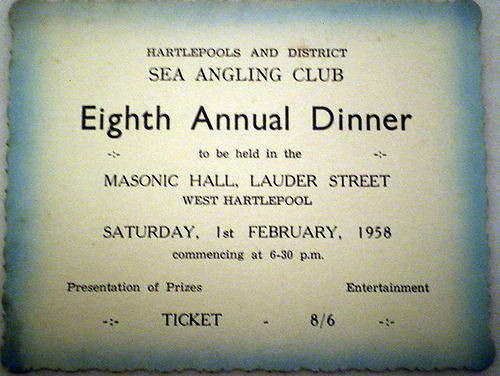 HARTLEPOOLS AND DISTRICT
SEA ANGLING CLUB
Eighth Annual Dinner
-:- to be held in the -:-
MASONIC HALL, LAUDER STREET
WEST HARTLEPOOL
SATURDAY, 1st FEBRUARY, 1958
commencing at 6-30 p.m.
Presentation of Prizes Entertainment
-:- TICKET - 8/6 -:-